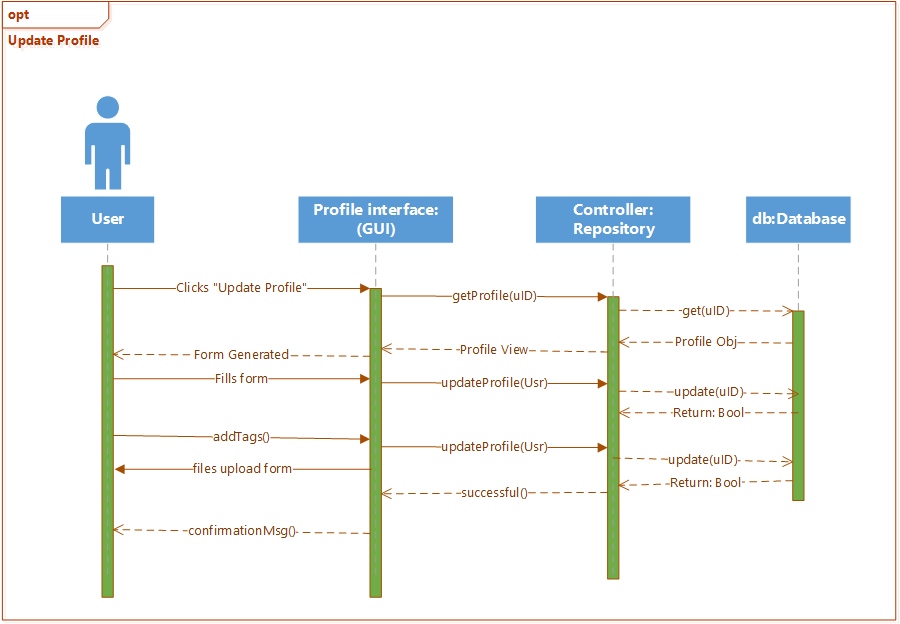 opt
Update Profile
User
Profile interface:
(GUI)
Controller:
Repository
db:Database
Clicks "Update Profile"
getProfile(uID)
get(uID)
Profile Obj
Profile View
Form Generated
Fills form
updateProfile(Usr)
update(uID)
Return: Bool
addTags()
updateProfile(Usr)
update(uID)
files upload form
Return: Bool
successful()
confirmationMsg()